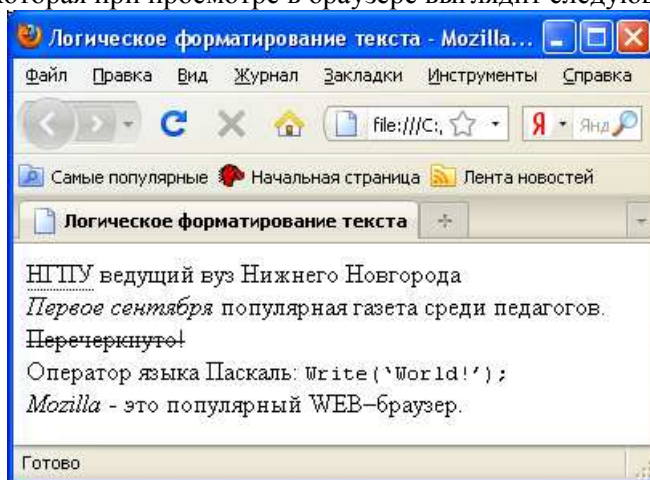 которая при просмотре в браузере выглядит следую
Логическое форматирование текста - Mozilla...
Файл Правка Вид Журнал Закладки Инструменты Справка
file:///C:, Я Янд
Самые популярные Начальная страница Лента новостей
Логическое форматирование текста
НГПУ ведущий вуз Нижнего Новгорода
Первое сентября популярная газета среди педагогов.
Перечеркнуто!
Оператор языка Паскаль: Write(‘World!’);
Mozilla - это популярный WEB–браузер.
Готово